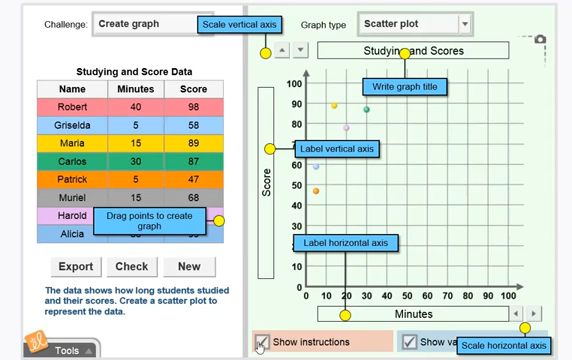 Challenge: Create graph
Scale vertical axis
Graph type Scatter plot
Studying and Scores
Write graph title
Studying and Score Data
Name Minutes Score
Robert 40 98
Griselda 5 58
Maria 15 89
Carlos 30 87
Patrick 5 47
Muriel 15 68
Harold
Alicia
Drag points to create
graph
Export Check New
The data shows how long students studied
and their scores. Create a scatter plot to
represent the data.
Tools
100
90
80
70
60
50
40
30
20
10
0
Score
Label vertical axis
Label horizontal axis
0 10 20 30 40 50 60 70 80 90 100
Minutes
Show instructions
Show va
Scale horizontal axis